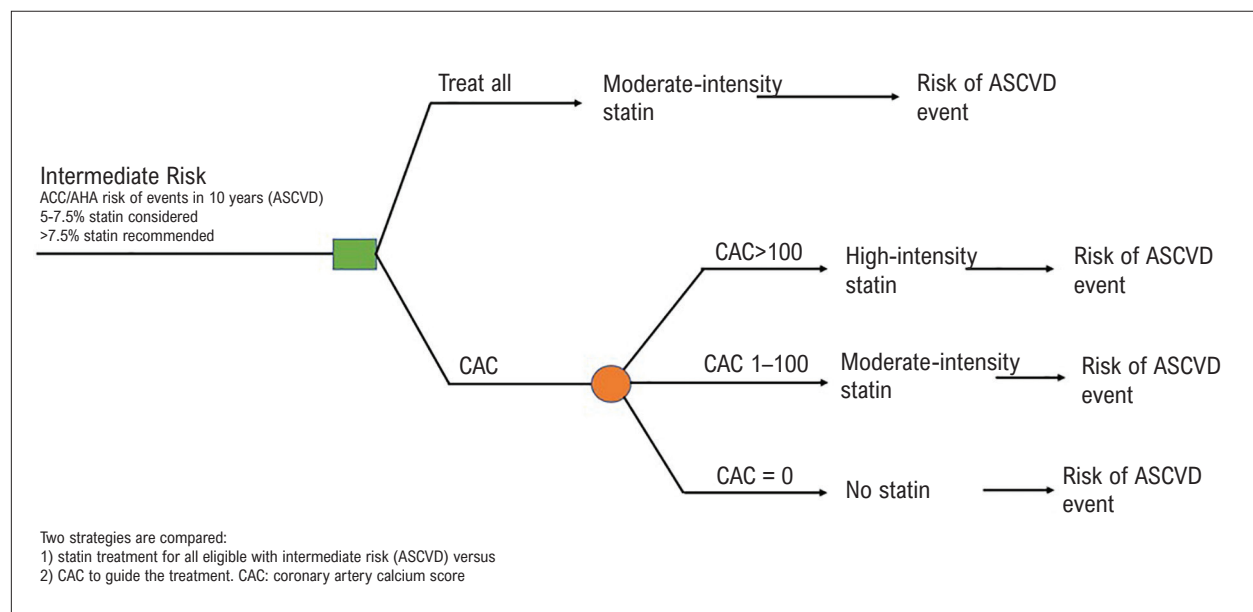 Treat all
Moderate-intensity
statin
Risk of ASCVD
event
Intermediate Risk
ACC/AHA risk of events in 10 years (ASCVD)
5-7.5% statin considered
>7.5% statin recommended
CAC
CAC>100
High-intensity
statin
Risk of ASCVD
event
CAC 1–100
Moderate-intensity
statin
Risk of ASCVD
event
CAC = 0
No statin
Risk of ASCVD
event
Two strategies are compared:
1) statin treatment for all eligible with intermediate risk (ASCVD) versus
2) CAC to guide the treatment. CAC: coronary artery calcium score